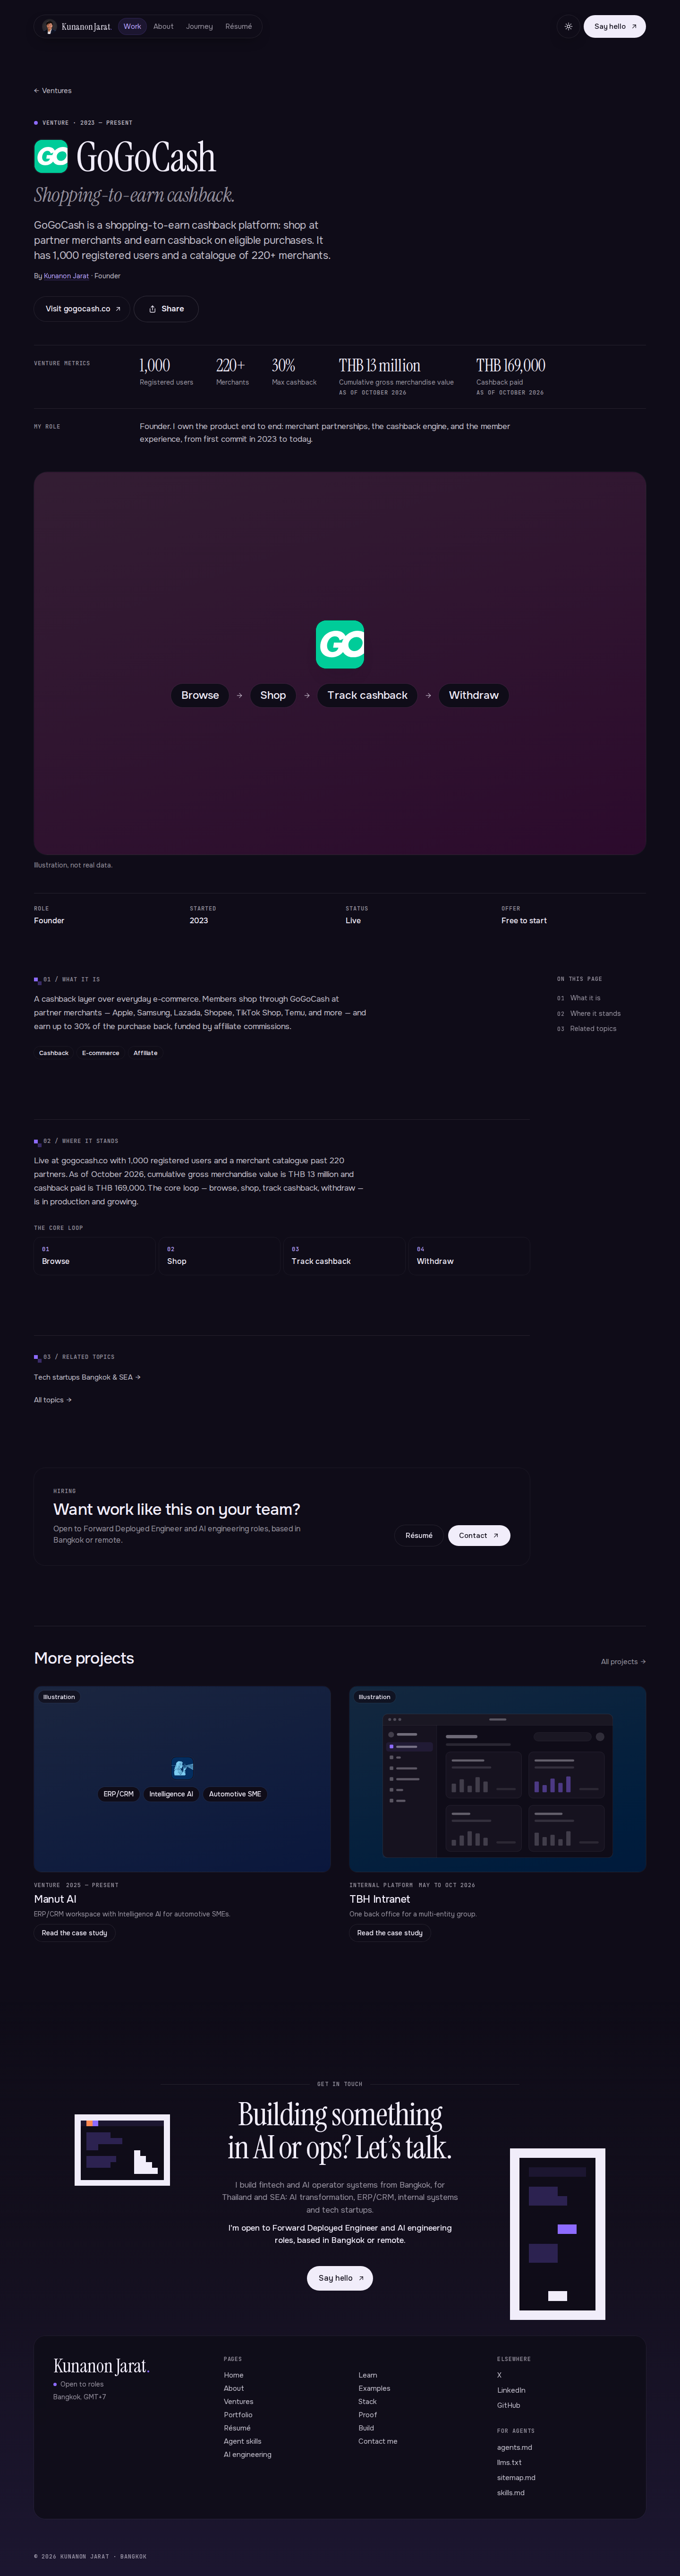 Kunanon Jarat.
Work
About
Journey
Résumé
Say hello
← Ventures
VENTURE · 2023 — PRESENT
GO
GoGoCash
Shopping-to-earn cashback.
GoGoCash is a shopping-to-earn cashback platform: shop at
partner merchants and earn cashback on eligible purchases. It
has 1,000 registered users and a catalogue of 220+ merchants.
By Kunanon Jarat · Founder
Visit gogocash.co ↗
Share
VENTURE METRICS
1,000
Registered users
220+
Merchants
30%
Max cashback
THB 13 million
Cumulative gross merchandise value
AS OF OCTOBER 2026
THB 169,000
Cashback paid
AS OF OCTOBER 2026
MY ROLE
Founder. I own the product end to end: merchant partnerships, the cashback engine, and the member
experience, from first commit in 2023 to today.
GO
Browse → Shop → Track cashback → Withdraw
Illustration, not real data.
ROLE
Founder
STARTED
2023
STATUS
Live
OFFER
Free to start
01 / WHAT IT IS
A cashback layer over everyday e-commerce. Members shop through GoGoCash at
partner merchants — Apple, Samsung, Lazada, Shopee, TikTok Shop, Temu, and more — and
earn up to 30% of the purchase back, funded by affiliate commissions.
Cashback
E-commerce
Affiliate
ON THIS PAGE
01 What it is
02 Where it stands
03 Related topics
02 / WHERE IT STANDS
Live at gogocash.co with 1,000 registered users and a merchant catalogue past 220
partners. As of October 2026, cumulative gross merchandise value is THB 13 million and
cashback paid is THB 169,000. The core loop — browse, shop, track cashback, withdraw —
is in production and growing.
THE CORE LOOP
01
Browse
02
Shop
03
Track cashback
04
Withdraw
03 / RELATED TOPICS
Tech startups Bangkok & SEA →
All topics →
HIRING
Want work like this on your team?
Open to Forward Deployed Engineer and AI engineering roles, based in
Bangkok or remote.
Résumé
Contact ↗
More projects
All projects →
Illustration
ERP/CRM
Intelligence AI
Automotive SME
VENTURE 2025 — PRESENT
Manut AI
ERP/CRM workspace with Intelligence AI for automotive SMEs.
Read the case study
Illustration
INTERNAL PLATFORM MAY TO OCT 2026
TBH Intranet
One back office for a multi-entity group.
Read the case study
GET IN TOUCH
Building something
in AI or ops? Let's talk.
I build fintech and AI operator systems from Bangkok, for
Thailand and SEA: AI transformation, ERP/CRM, internal systems
and tech startups.
I'm open to Forward Deployed Engineer and AI engineering
roles, based in Bangkok or remote.
Say hello ↗
Kunanon Jarat.
Open to roles
Bangkok, GMT+7
PAGES
Home
About
Ventures
Portfolio
Résumé
Agent skills
AI engineering
Learn
Examples
Stack
Proof
Build
Contact me
ELSEWHERE
X
LinkedIn
GitHub
FOR AGENTS
agents.md
llms.txt
sitemap.md
skills.md
© 2026 KUNANON JARAT · BANGKOK